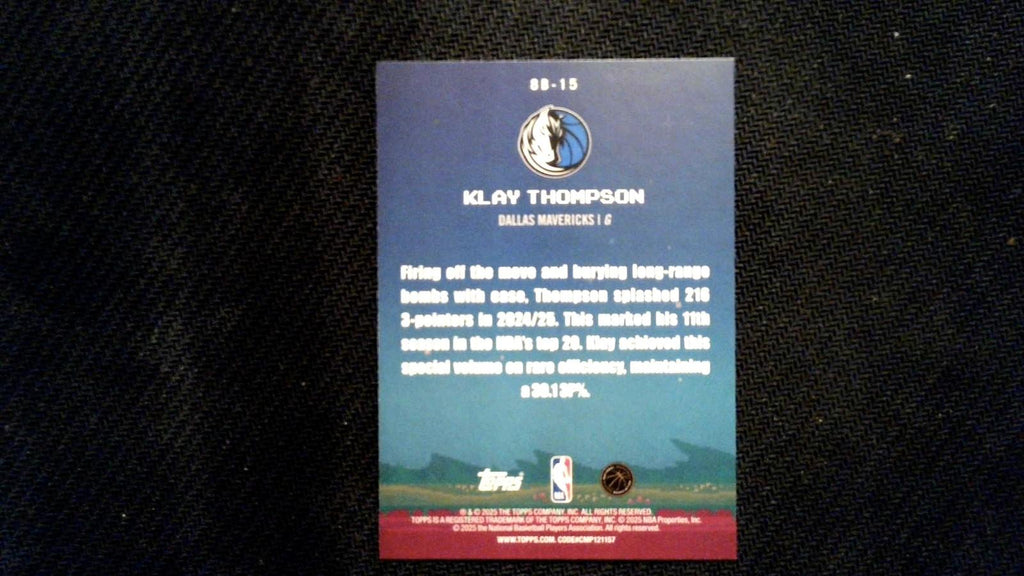 8B-15
KLAY THOMPSON
DALLAS MAVERICKS | G
Firing off the move and burying long-range
bombs with ease, Thompson splashed 216
3-pointers in 2024/25. This marked his 11th
season in the NBA's top 20. Klay achieved this
special volume on rare efficiency, maintaining
a 39.1 3P%.
TOPPS
® & © 2025 THE TOPPS COMPANY, INC. ALL RIGHTS RESERVED.
TOPPS IS A REGISTERED TRADEMARK OF THE TOPPS COMPANY, INC. © 2025 NBA Properties, Inc.
© 2025 the National Basketball Players Association. All rights reserved.
WWW.TOPPS.COM. CODE#CMP121157